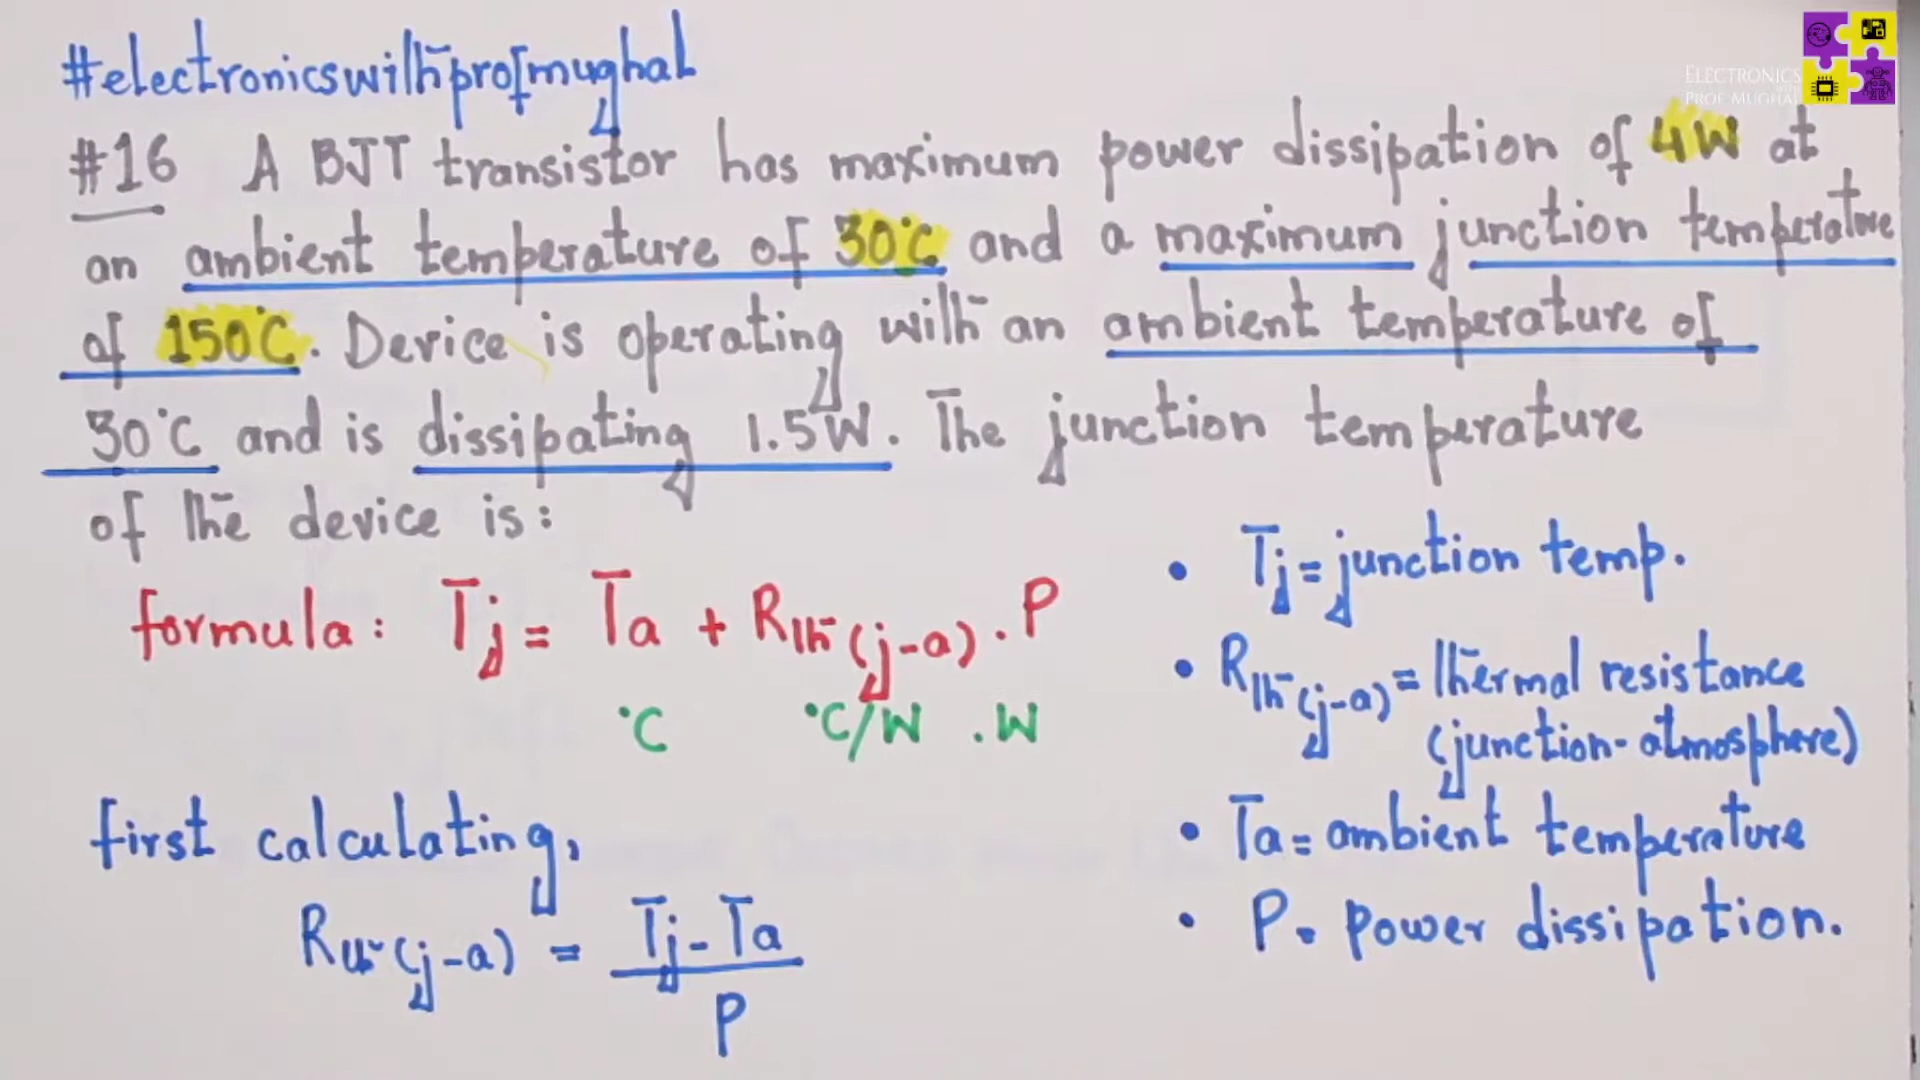 #electronicswithprofmughal
ELECTRONICS
WITH
PROF MUGHAL
#16 A BJT transistor has maximum power dissipation of 4W at
an ambient temperature of 30°C and a maximum junction temperature
of 150°C. Device is operating with an ambient temperature of
30°C and is dissipating 1.5W. The junction temperature
of the device is:
formula: Tj = Ta + Rth(j-a) . P
°C °C/W . W
first calculating,
Rth(j-a) = Tj - Ta
P
• Tj = junction temp.
• Rth(j-a) = thermal resistance
(junction-atmosphere)
• Ta = ambient temperature
• P = power dissipation.